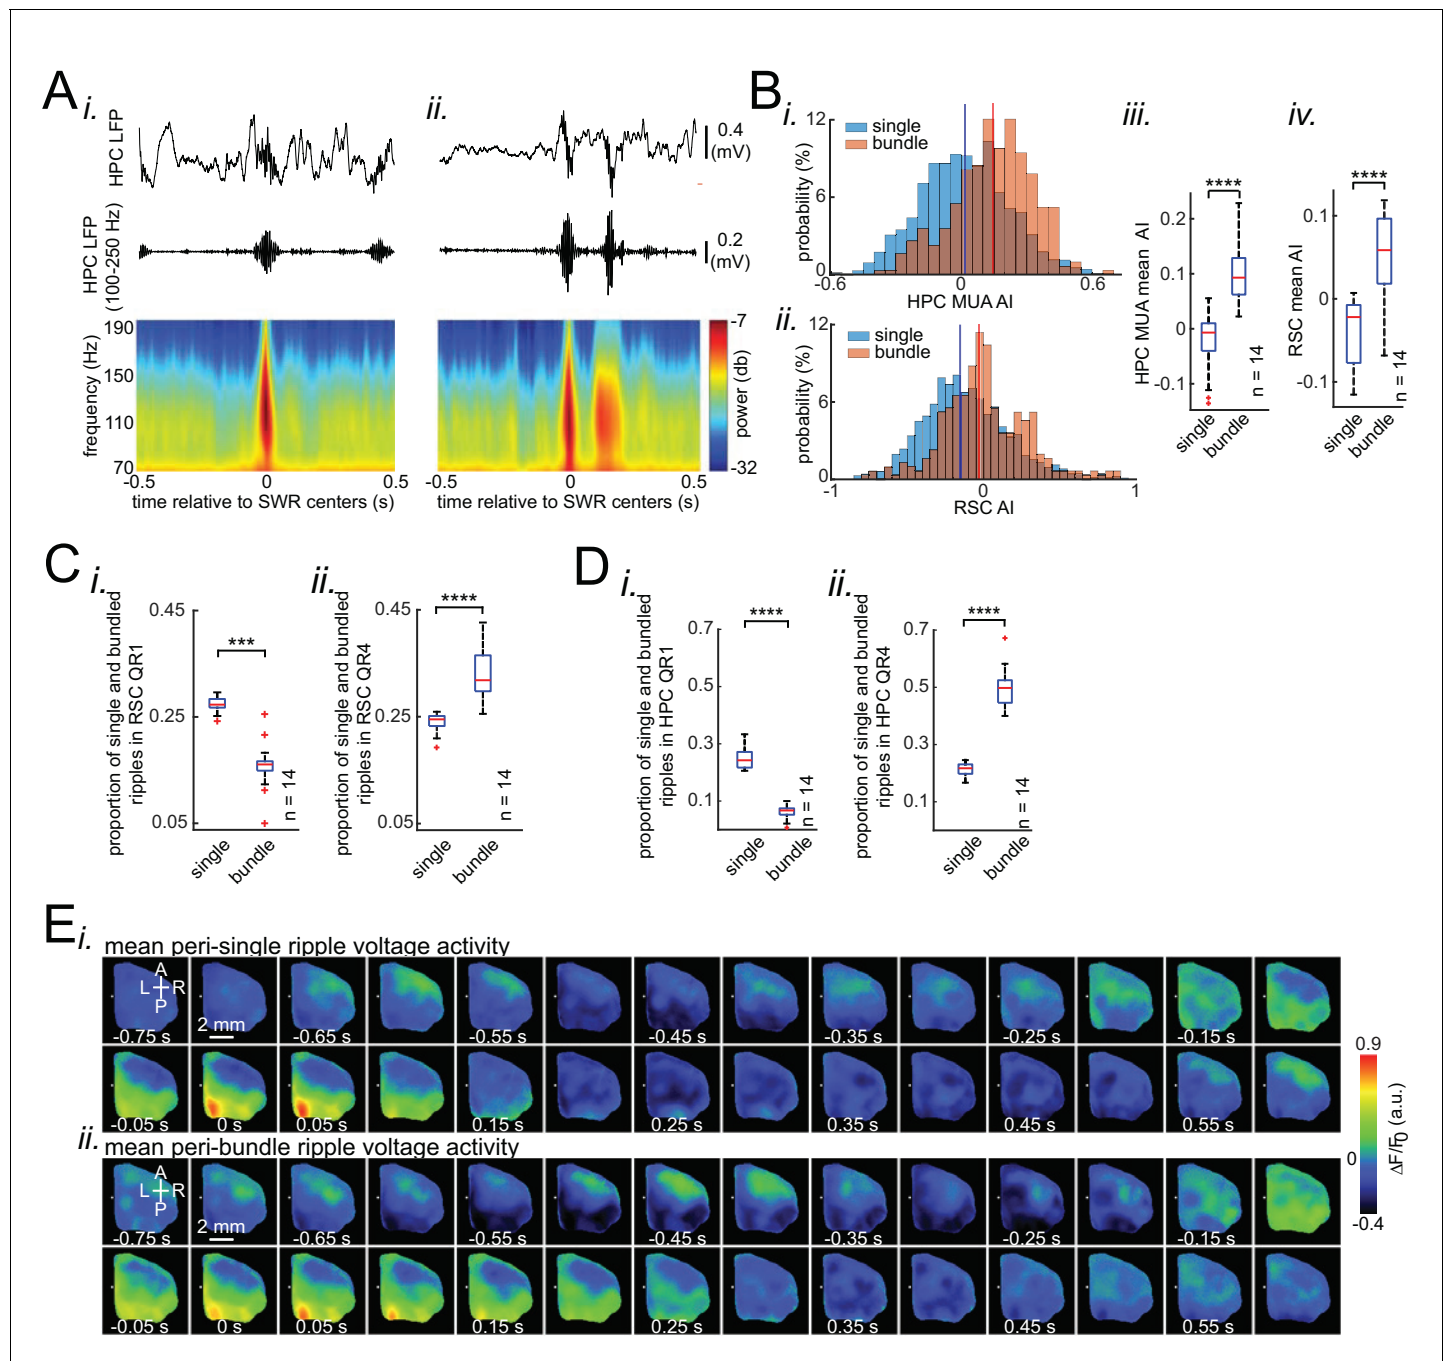 A
i.
HPC LFP
ii.
0.4
(mV)
HPC LFP
(100-250 Hz)
0.2
(mV)
frequency (Hz)
190
150
110
70
-0.5
0
0.5
time relative to SWR centers (s)
-0.5
0
0.5
time relative to SWR centers (s)
-7
power (db)
-32
B
i.
probability (%)
12
6
0
single
bundle
-0.6
0
0.6
HPC MUA AI
ii.
probability (%)
12
6
0
single
bundle
-1
0
1
RSC AI
iii.
HPC MUA mean AI
0.2
0.1
0
-0.1
****
n = 14
single
bundle
iv.
RSC mean AI
0.1
0
-0.1
****
n = 14
single
bundle
C
i.
proportion of single and bundled
ripples in RSC QR1
0.45
0.25
0.05
***
n = 14
single
bundle
ii.
proportion of single and bundled
ripples in RSC QR4
0.45
0.25
0.05
****
n = 14
single
bundle
D
i.
proportion of single and bundled
ripples in HPC QR1
0.7
0.5
0.3
0.1
****
n = 14
single
bundle
ii.
proportion of single and bundled
ripples in HPC QR4
0.7
0.5
0.3
0.1
****
n = 14
single
bundle
E
i.
mean peri-single ripple voltage activity
A
L R
P
2 mm
-0.75 s -0.65 s -0.55 s -0.45 s -0.35 s -0.25 s -0.15 s
-0.05 s 0 s 0.05 s 0.15 s 0.25 s 0.35 s 0.45 s 0.55 s
ii.
mean peri-bundle ripple voltage activity
A
L R
P
2 mm
-0.75 s -0.65 s -0.55 s -0.45 s -0.35 s -0.25 s -0.15 s
-0.05 s 0 s 0.05 s 0.15 s 0.25 s 0.35 s 0.45 s 0.55 s
0.9
0
-0.4
ΔF/F0 (a.u.)